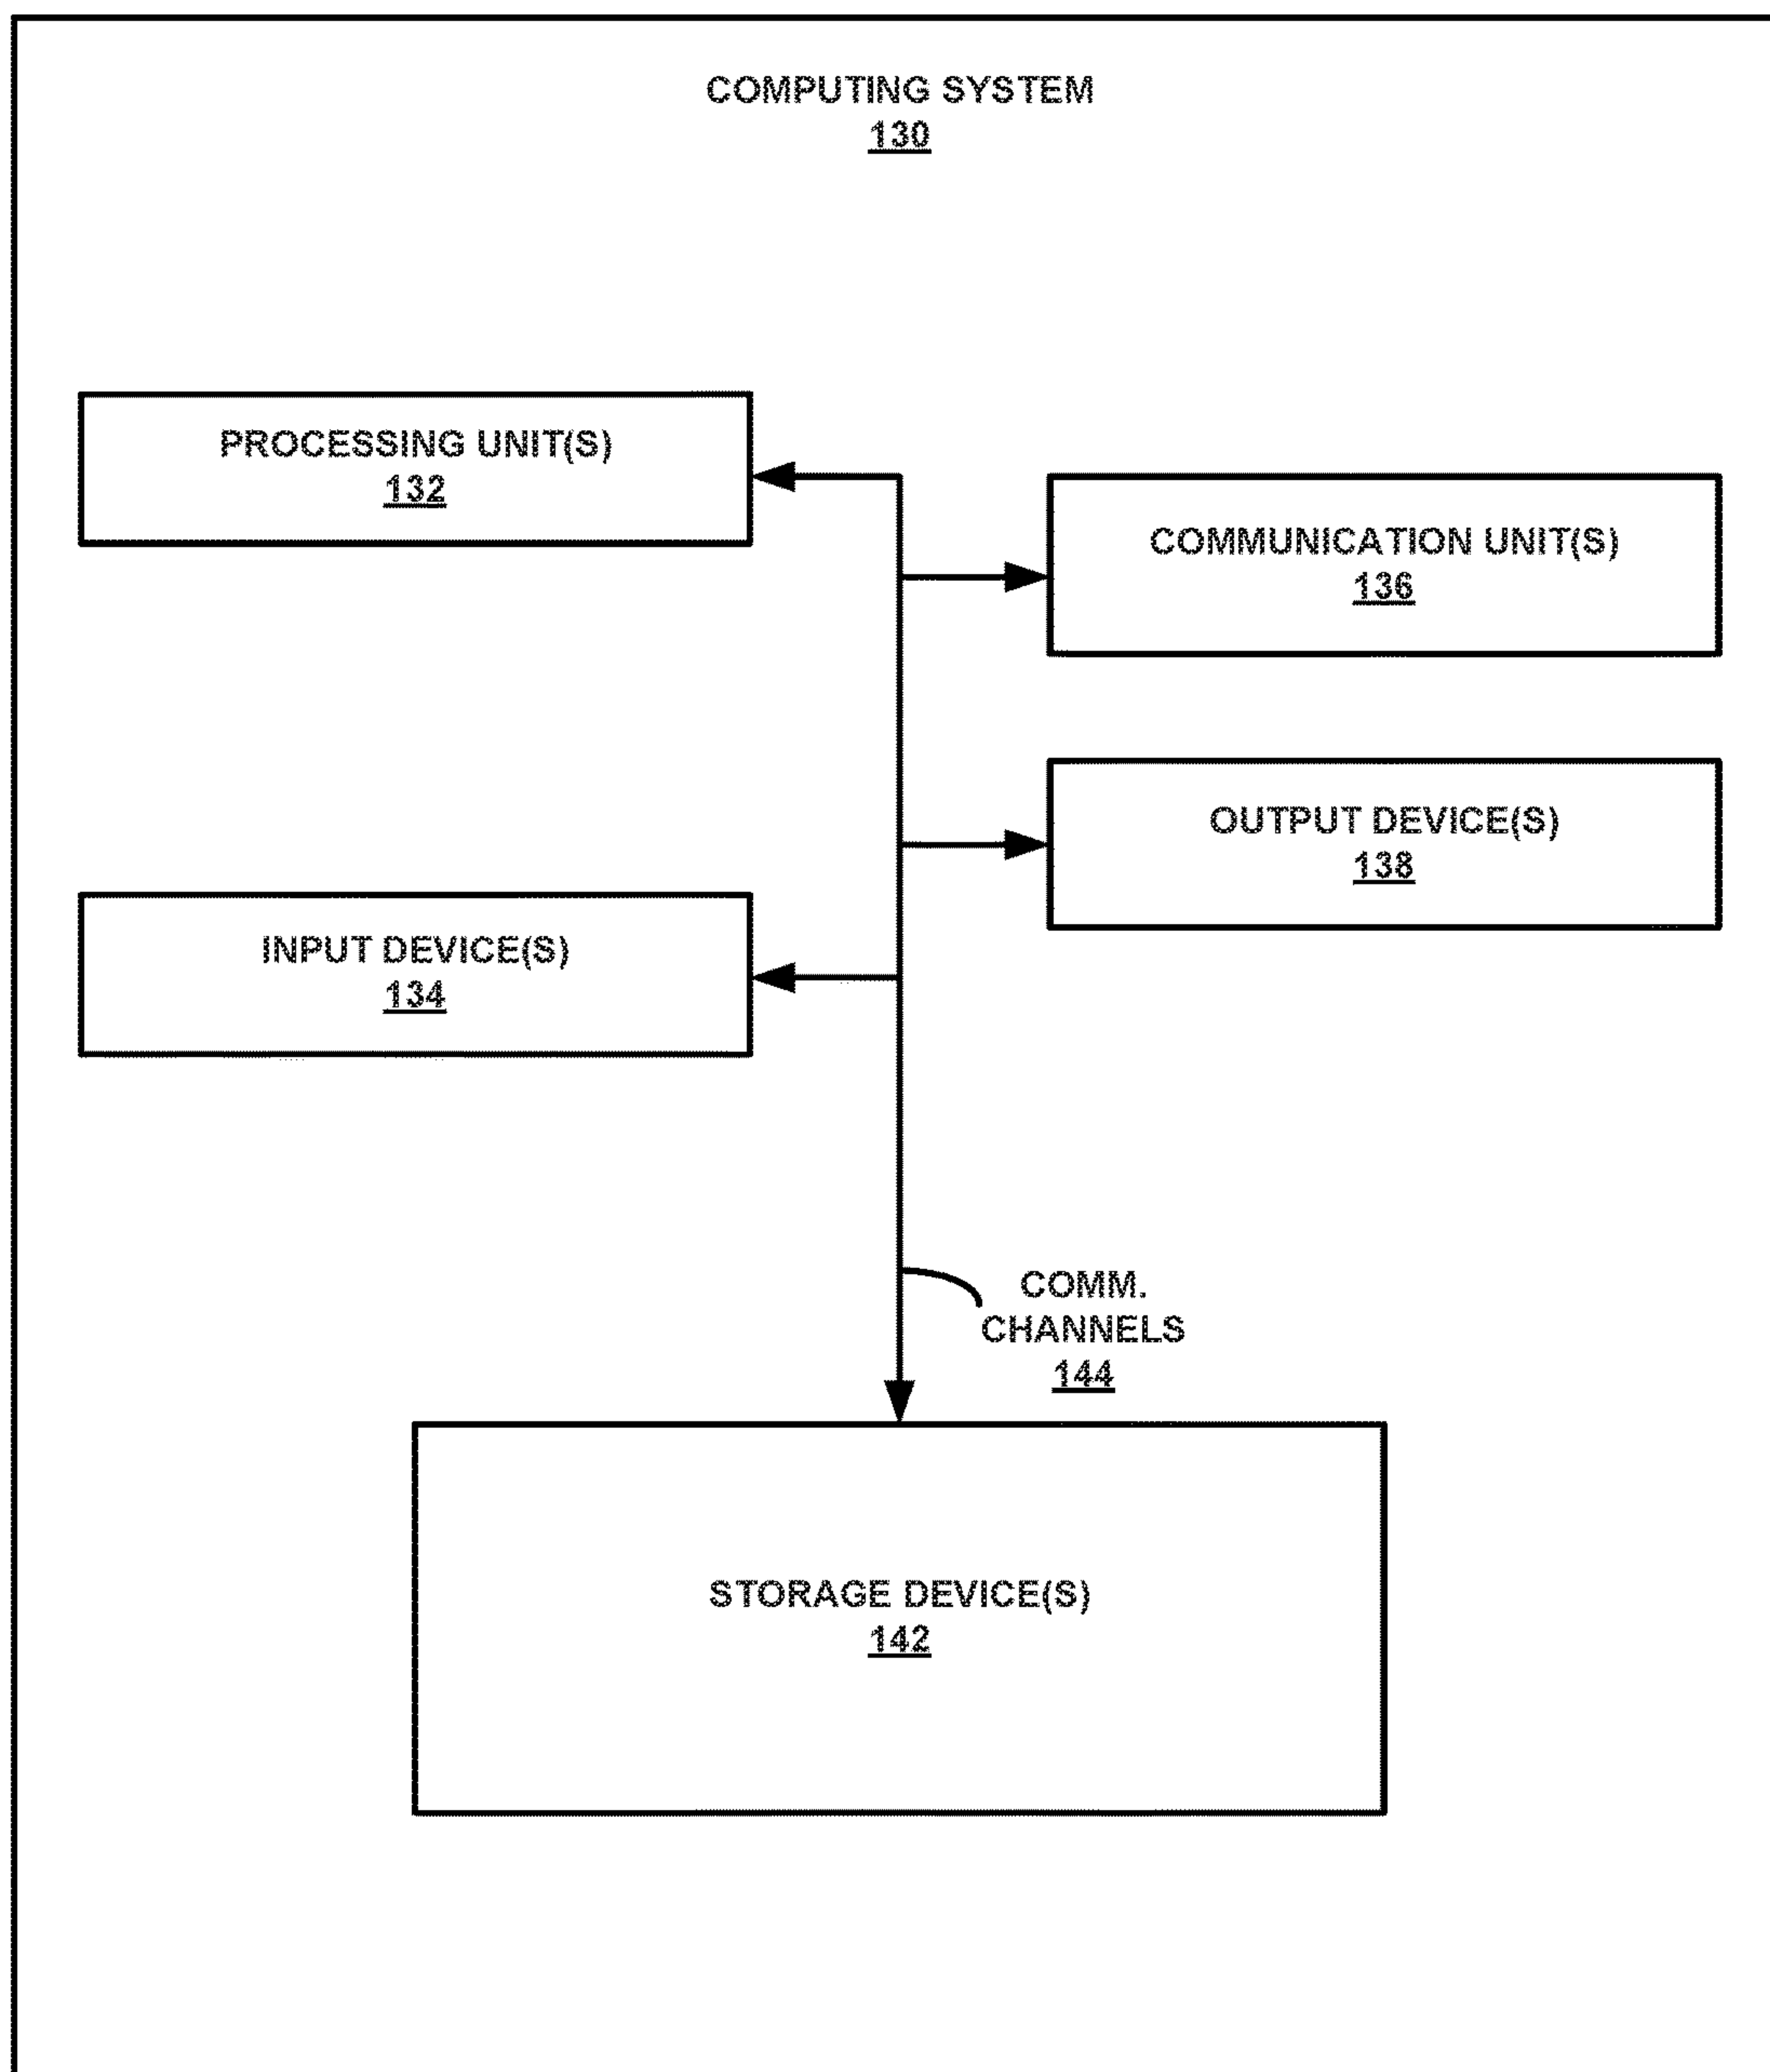 COMPUTING SYSTEM
130
PROCESSING UNIT(S)
132
COMMUNICATION UNIT(S)
136
OUTPUT DEVICE(S)
138
INPUT DEVICE(S)
134
COMM.
CHANNELS
144
STORAGE DEVICE(S)
142